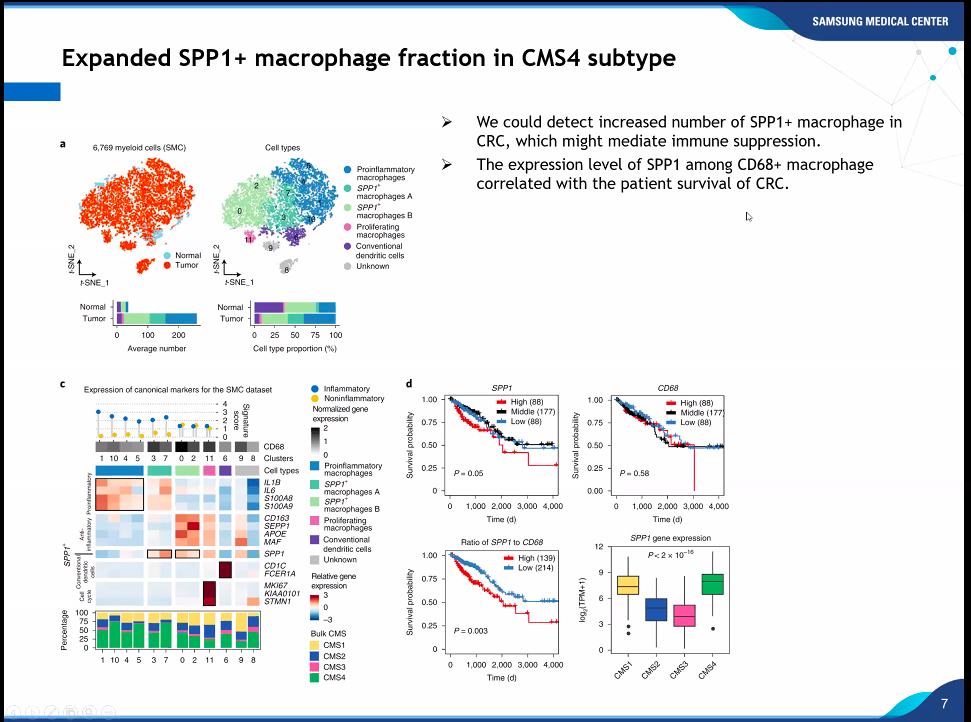 SAMSUNG MEDICAL CENTER
Expanded SPP1+ macrophage fraction in CMS4 subtype
➢ We could detect increased number of SPP1+ macrophage in
CRC, which might mediate immune suppression.
➢ The expression level of SPP1 among CD68+ macrophage
correlated with the patient survival of CRC.
a
6,769 myeloid cells (SMC)
t-SNE_2
t-SNE_1
Normal
Tumor
Cell types
2
7
0
3
11
9
8
t-SNE_2
t-SNE_1
Proinflammatory
macrophages
SPP1+
macrophages A
SPP1+
macrophages B
Proliferating
macrophages
Conventional
dendritic cells
Unknown
Normal
Tumor
0 100 200
Average number
Normal
Tumor
0 25 50 75 100
Cell type proportion (%)
c
Expression of canonical markers for the SMC dataset
4
3
2
1
0
Signature
score
CD68
1 10 4 5 3 7 0 2 11 6 9 8 Clusters
Cell types
Proinflammatory
IL1B
IL6
S100A8
S100A9
Anti-
inflammatory
CD163
SEPP1
APOE
MAF
SPP1+
SPP1
Conventional
dendritic
cells
CD1C
FCER1A
Cell
cycle
MKI67
KIAA0101
STMN1
Percentage
100
75
50
25
0
1 10 4 5 3 7 0 2 11 6 9 8
Inflammatory
Noninflammatory
Normalized gene
expression
2
1
0
Proinflammatory
macrophages
SPP1+
macrophages A
SPP1+
macrophages B
Proliferating
macrophages
Conventional
dendritic cells
Unknown
Relative gene
expression
3
0
−3
Bulk CMS
CMS1
CMS2
CMS3
CMS4
d
SPP1
Survival probability
1.00
0.75
0.50
0.25
0
High (88)
Middle (177)
Low (88)
P = 0.05
0 1,000 2,000 3,000 4,000
Time (d)
CD68
Survival probability
1.00
0.75
0.50
0.25
0.00
High (88)
Middle (177)
Low (88)
P = 0.58
0 1,000 2,000 3,000 4,000
Time (d)
Ratio of SPP1 to CD68
Survival probability
1.00
0.75
0.50
0.25
0
High (139)
Low (214)
P = 0.003
0 1,000 2,000 3,000 4,000
Time (d)
SPP1 gene expression
P < 2 × 10−16
log2(TPM+1)
12
9
6
3
0
CMS1 CMS2 CMS3 CMS4
7